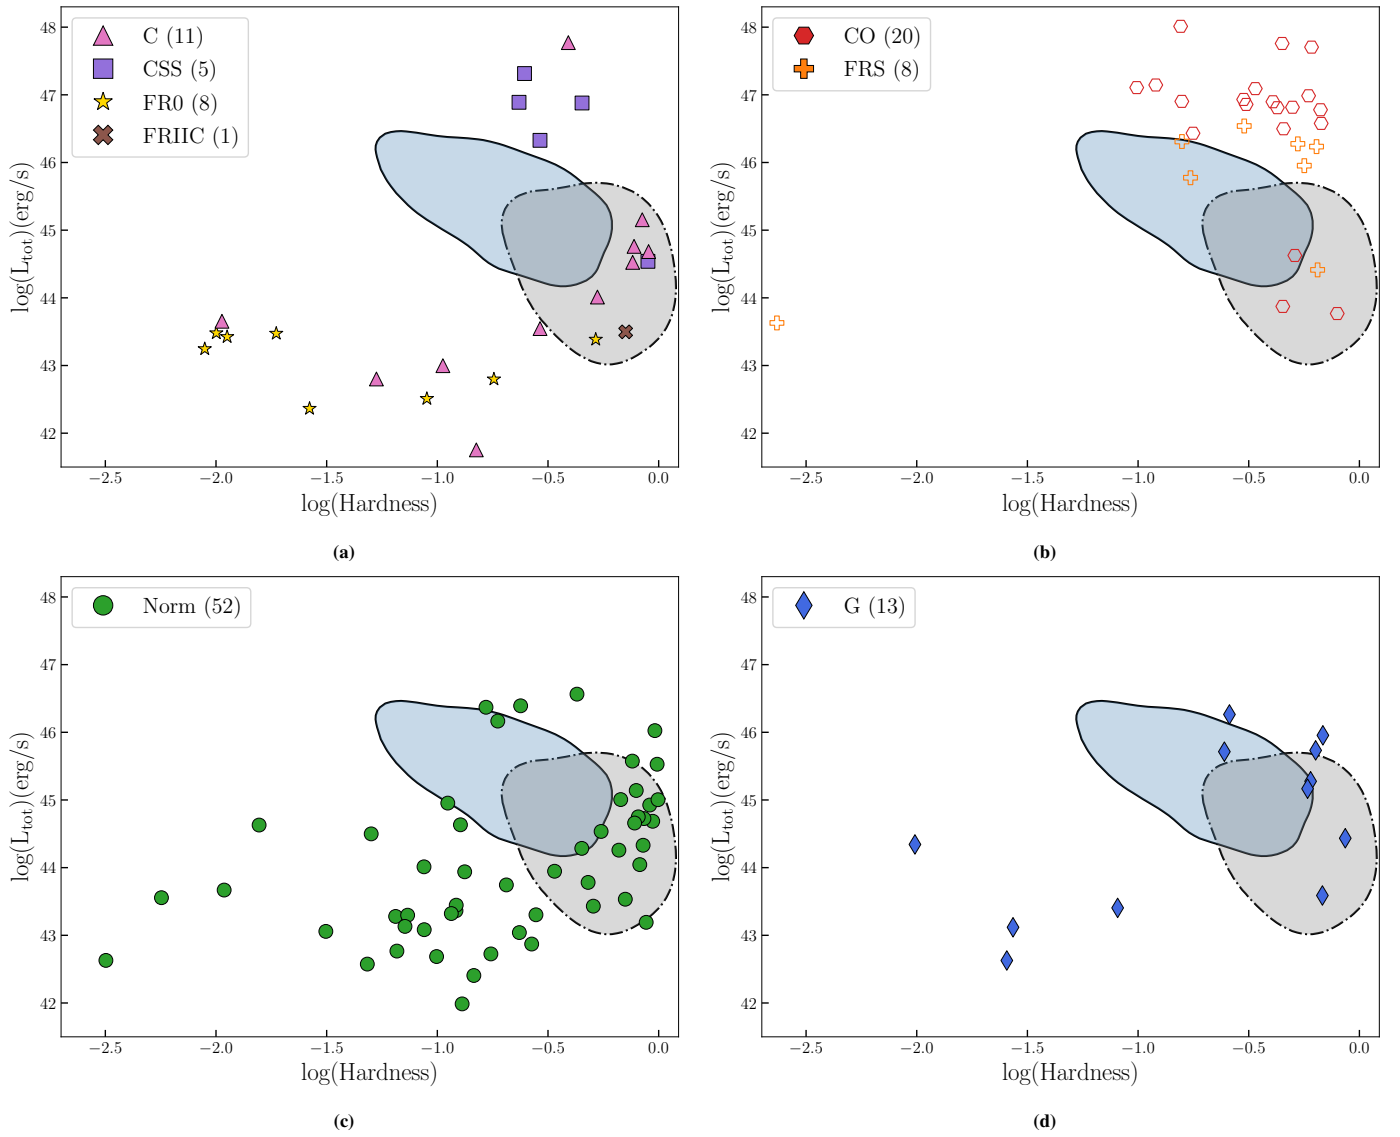 C (11)
CSS (5)
FR0 (8)
FRIIC (1)
48
47
46
45
44
43
42
log(L_tot)(erg/s)
−2.5 −2.0 −1.5 −1.0 −0.5 0.0
log(Hardness)
(a)
CO (20)
FRS (8)
48
47
46
45
44
43
42
log(L_tot)(erg/s)
−2.5 −2.0 −1.5 −1.0 −0.5 0.0
log(Hardness)
(b)
Norm (52)
48
47
46
45
44
43
42
log(L_tot)(erg/s)
−2.5 −2.0 −1.5 −1.0 −0.5 0.0
log(Hardness)
(c)
G (13)
48
47
46
45
44
43
42
log(L_tot)(erg/s)
−2.5 −2.0 −1.5 −1.0 −0.5 0.0
log(Hardness)
(d)